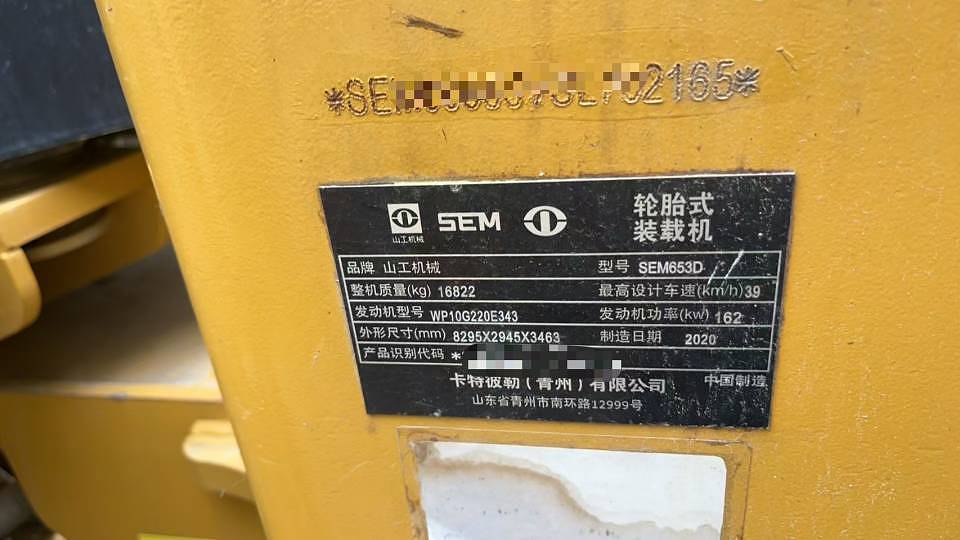 2165*
山工机械 SEM 轮胎式
装载机
品牌 山工机械 型号 SEM653D
整机质量(kg) 16822 最高设计车速(km/h) 39
发动机型号 WP10G220E343 发动机功率(kw) 162
外形尺寸(mm) 8295X2945X3463 制造日期 2020
产品识别代码 *
卡特彼勒(青州)有限公司 中国制造
山东省青州市南环路12999号